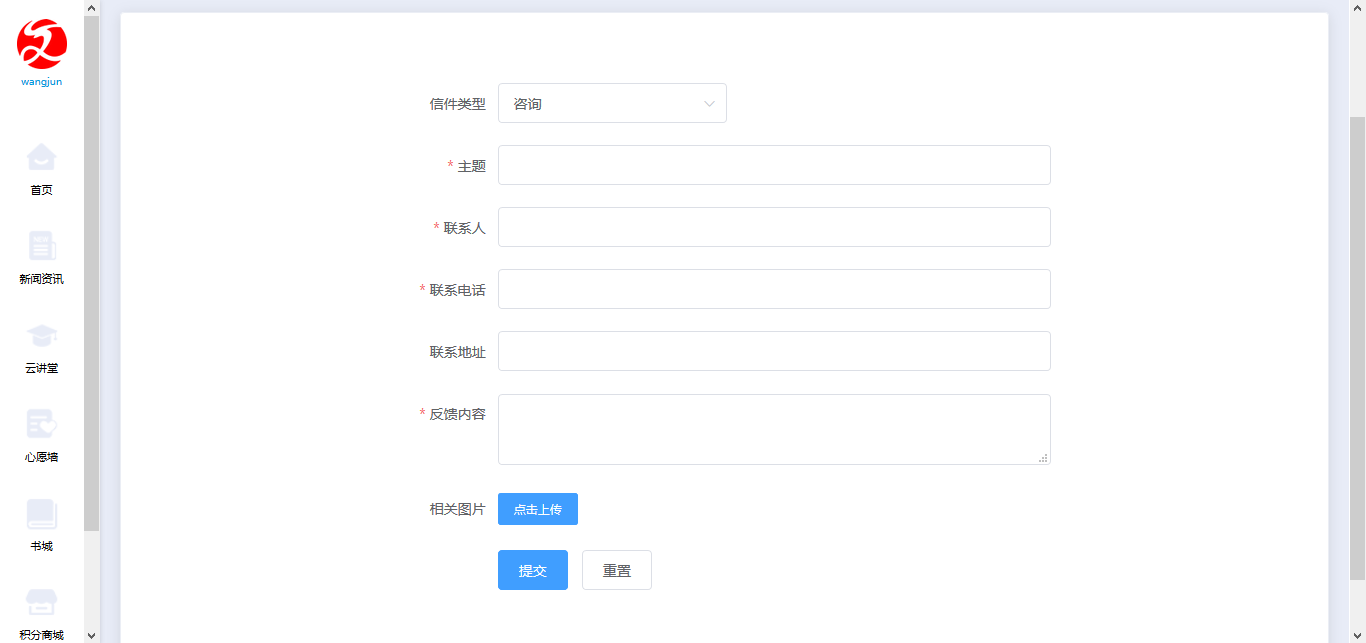 wangjun
首页
新闻资讯
云讲堂
心愿墙
书城
积分商城
信件类型 咨询
* 主题
* 联系人
* 联系电话
联系地址
* 反馈内容
相关图片 点击上传
提交 重置